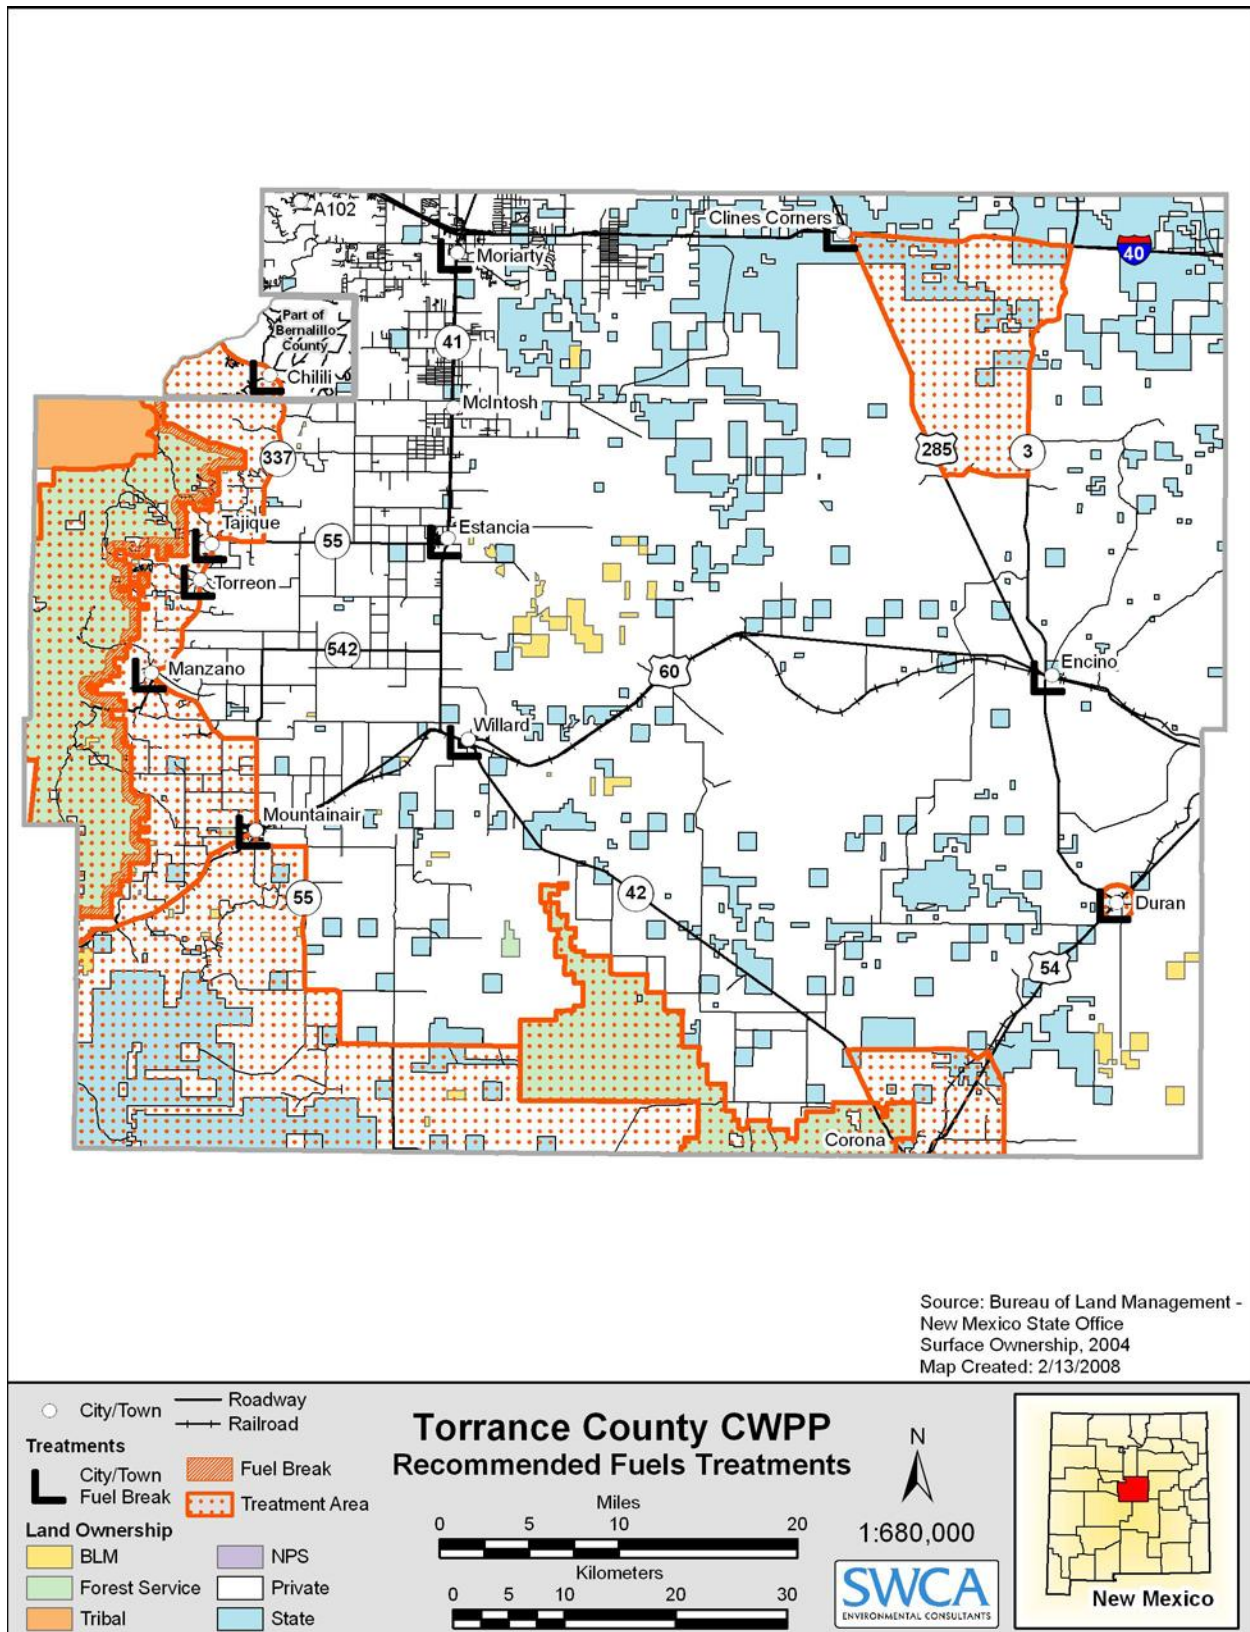 A102
Clines Corners
Moriarty
40
Part of
Bernalillo
County
41
Chilili
McIntosh
337
285
3
Tajique
Estancia
55
Torreon
542
Manzano
60
Encino
Willard
Mountainair
55
42
Duran
54
Corona
Source: Bureau of Land Management -
New Mexico State Office
Surface Ownership, 2004
Map Created: 2/13/2008
City/Town
Roadway
Railroad
Treatments
City/Town
Fuel Break
Fuel Break
Treatment Area
Land Ownership
BLM
NPS
Forest Service
Private
Tribal
State
Torrance County CWPP
Recommended Fuels Treatments
Miles
0 5 10 20
Kilometers
0 5 10 20 30
N
1:680,000
SWCA
ENVIRONMENTAL CONSULTANTS
New Mexico